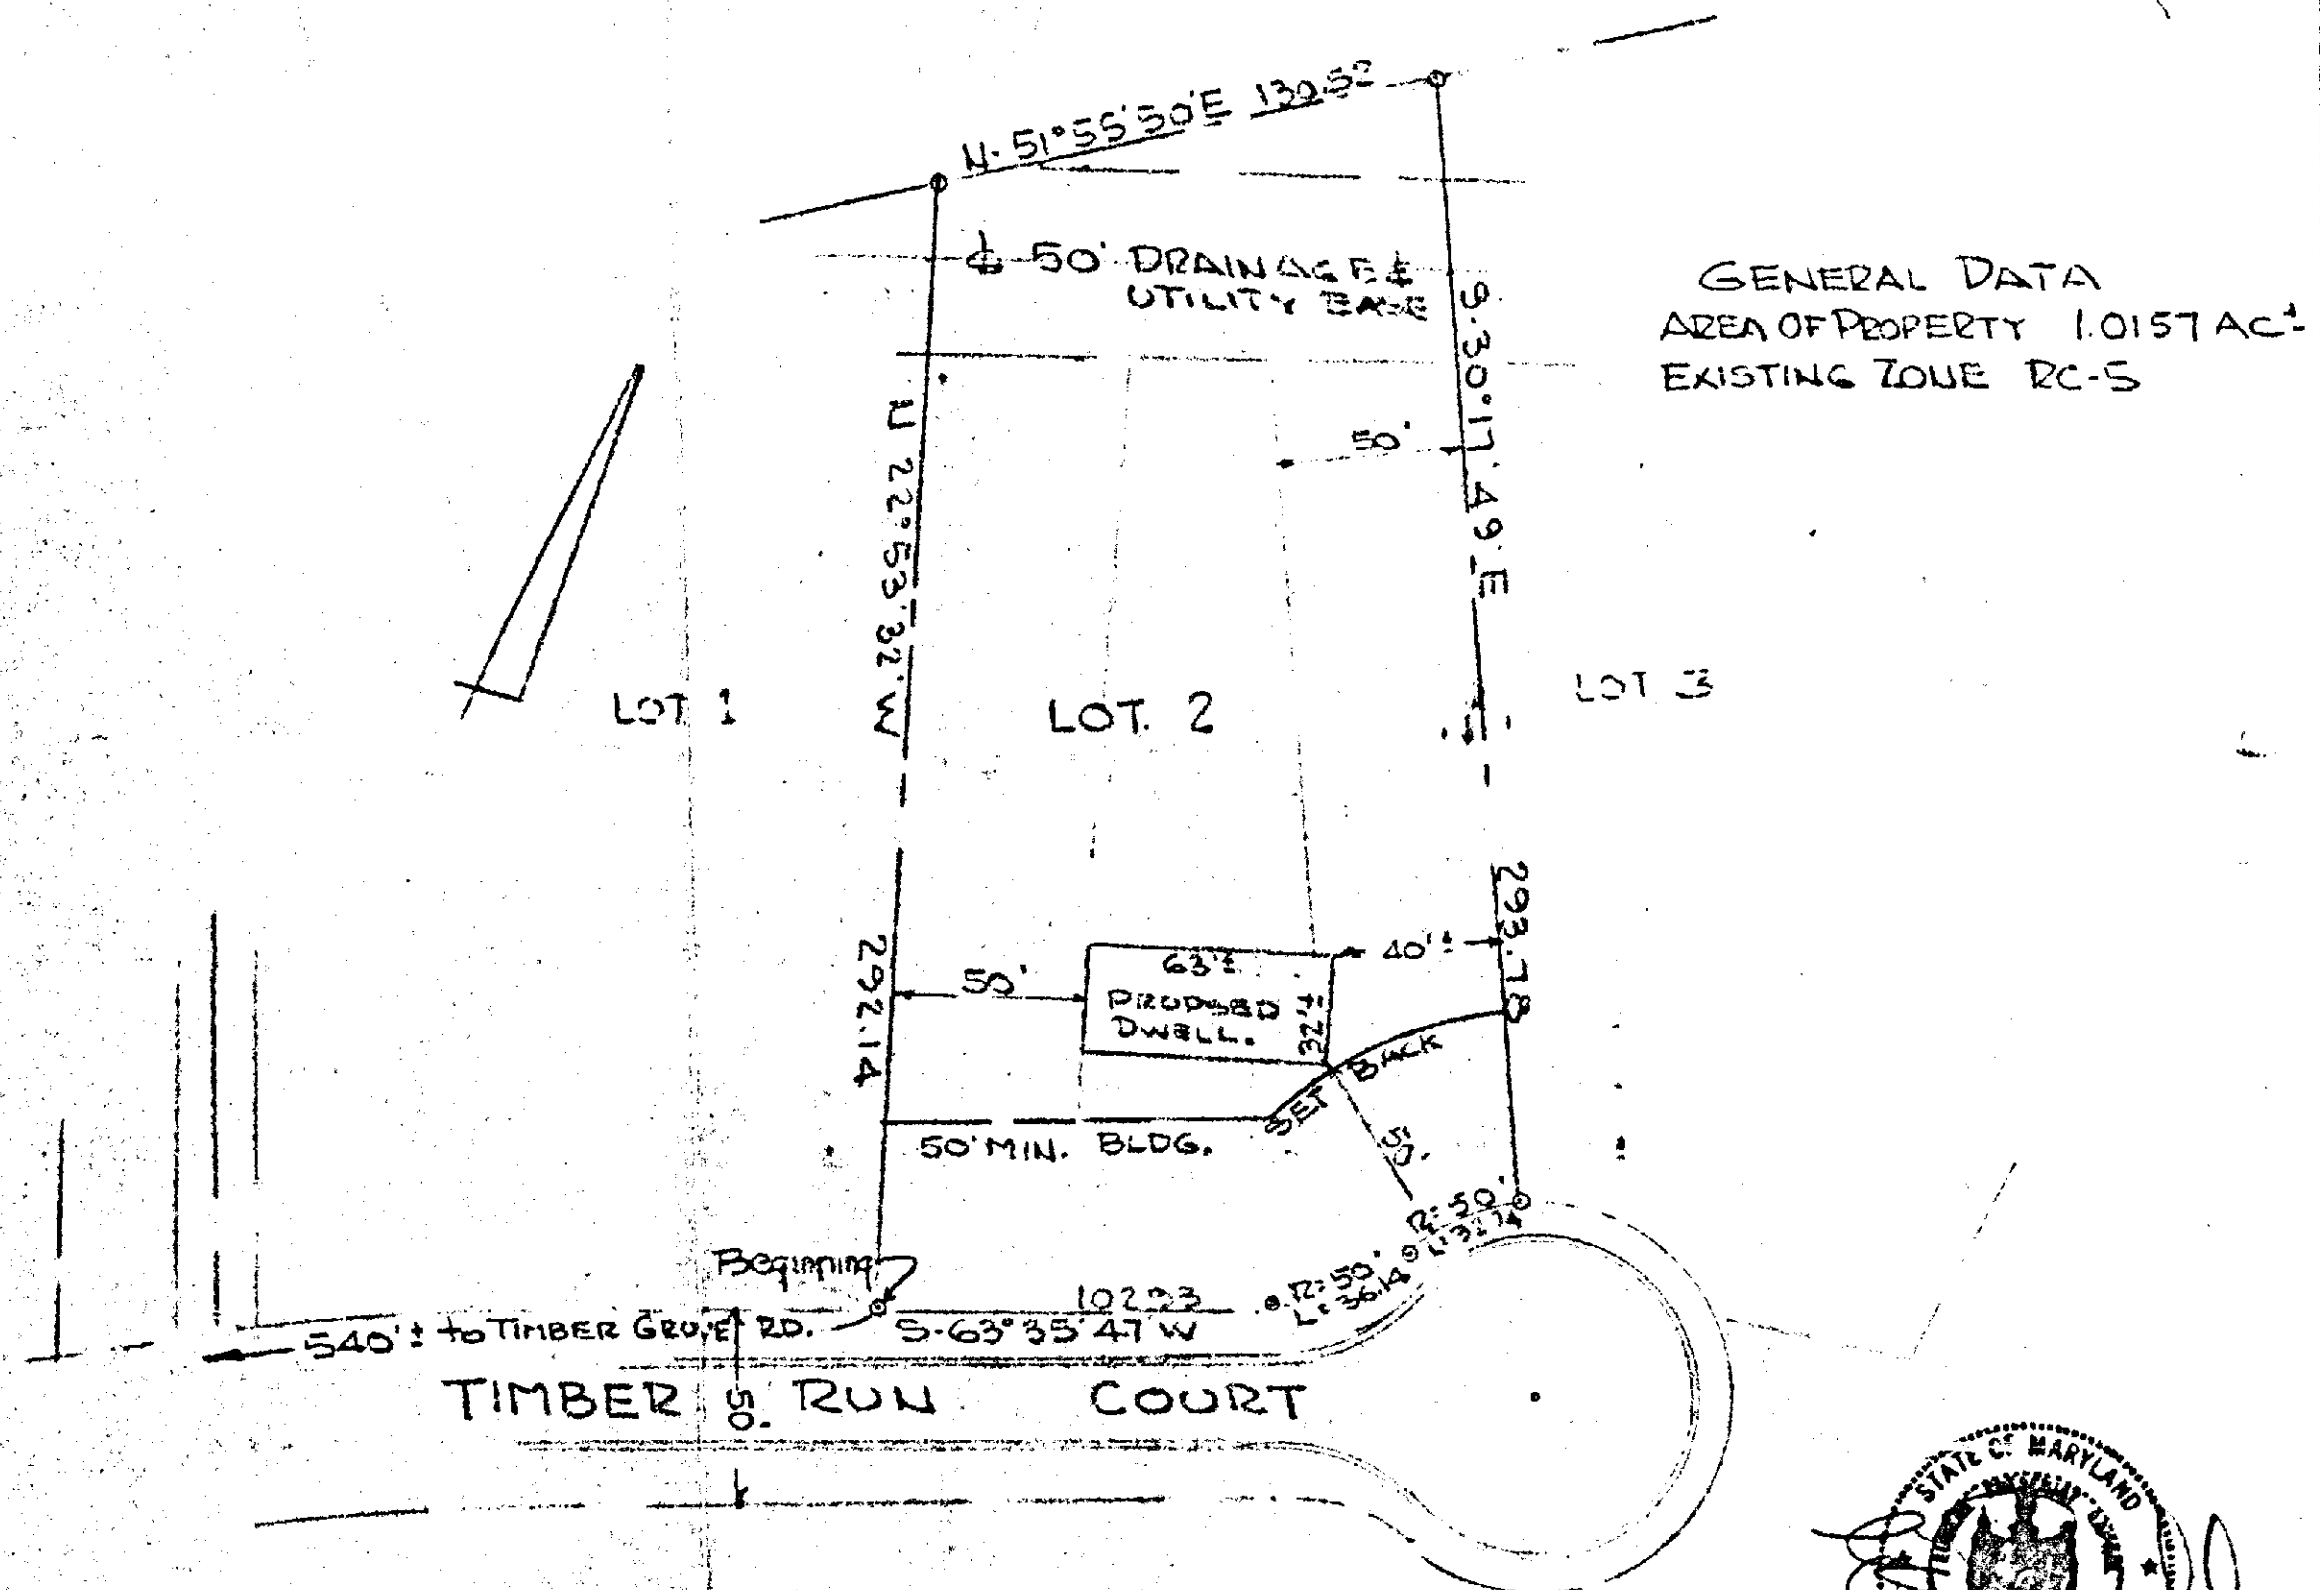 N. 51°55'50"E 130.52
℄ 50' DRAINAGE &
UTILITY EASE
GENERAL DATA
AREA OF PROPERTY 1.0157 AC±
EXISTING ZONE RC-5
N 22°53'32"W
292.14
S. 30°17'49"E
293.78
50'
LOT 1
LOT. 2
LOT 3
50'
63'±
PROPOSED
DWELL.
32'±
40'±
50' MIN. BLDG. SET BACK
50'
R=50'
L=32.74
R=50'
L=36.14
Beginning
102.93
S-63°35'47"W
540'± to TIMBER GROVE RD.
TIMBER RUN COURT
50'
STATE OF MARYLAND